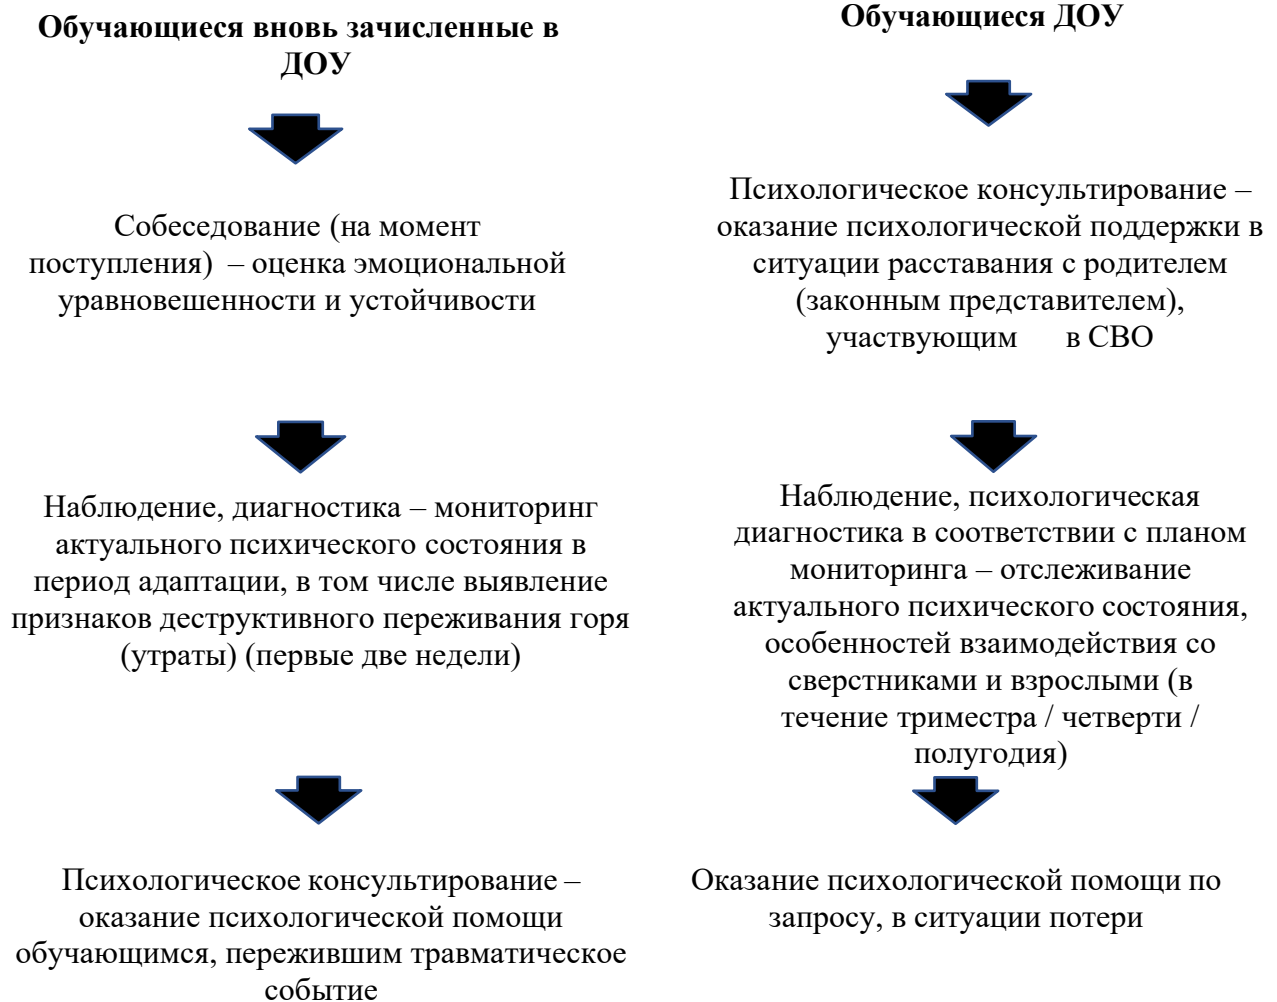 Обучающиеся вновь зачисленные в
ДОУ
Собеседование (на момент
поступления) – оценка эмоциональной
уравновешенности и устойчивости
Наблюдение, диагностика – мониторинг
актуального психического состояния в
период адаптации, в том числе выявление
признаков деструктивного переживания горя
(утраты) (первые две недели)
Психологическое консультирование –
оказание психологической помощи
обучающимся, пережившим травматическое
событие
Обучающиеся ДОУ
Психологическое консультирование –
оказание психологической поддержки в
ситуации расставания с родителем
(законным представителем),
участвующим в СВО
Наблюдение, психологическая
диагностика в соответствии с планом
мониторинга – отслеживание
актуального психического состояния,
особенностей взаимодействия со
сверстниками и взрослыми (в
течение триместра / четверти /
полугодия)
Оказание психологической помощи по
запросу, в ситуации потери